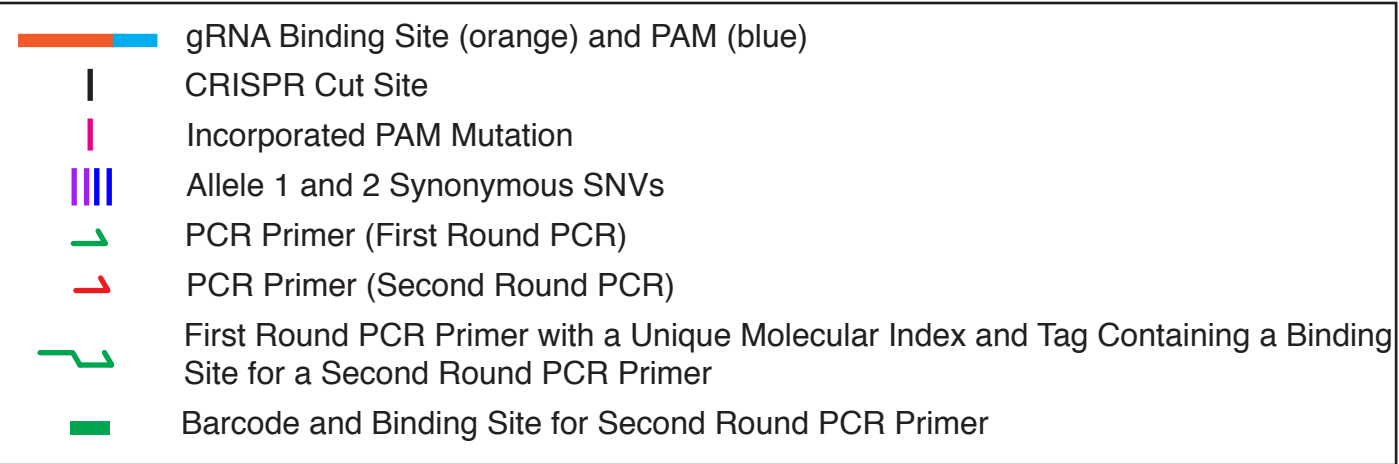 gRNA Binding Site (orange) and PAM (blue)
CRISPR Cut Site
Incorporated PAM Mutation
Allele 1 and 2 Synonymous SNVs
PCR Primer (First Round PCR)
PCR Primer (Second Round PCR)
First Round PCR Primer with a Unique Molecular Index and Tag Containing a Binding
Site for a Second Round PCR Primer
Barcode and Binding Site for Second Round PCR Primer